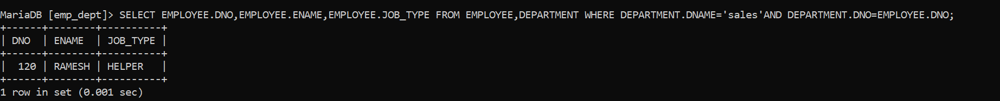 MariaDB [emp_dept]> SELECT EMPLOYEE.DNO,EMPLOYEE.ENAME,EMPLOYEE.JOB_TYPE FROM EMPLOYEE,DEPARTMENT WHERE DEPARTMENT.DNAME='sales'AND DEPARTMENT.DNO=EMPLOYEE.DNO;
+------+--------+----------+
| DNO  | ENAME  | JOB_TYPE |
+------+--------+----------+
|  120 | RAMESH | HELPER   |
+------+--------+----------+
1 row in set (0.001 sec)